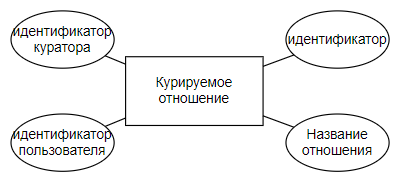 идентификатор
куратора
идентификатор
Курируемое
отношение
идентификатор
пользователя
Название
отношения